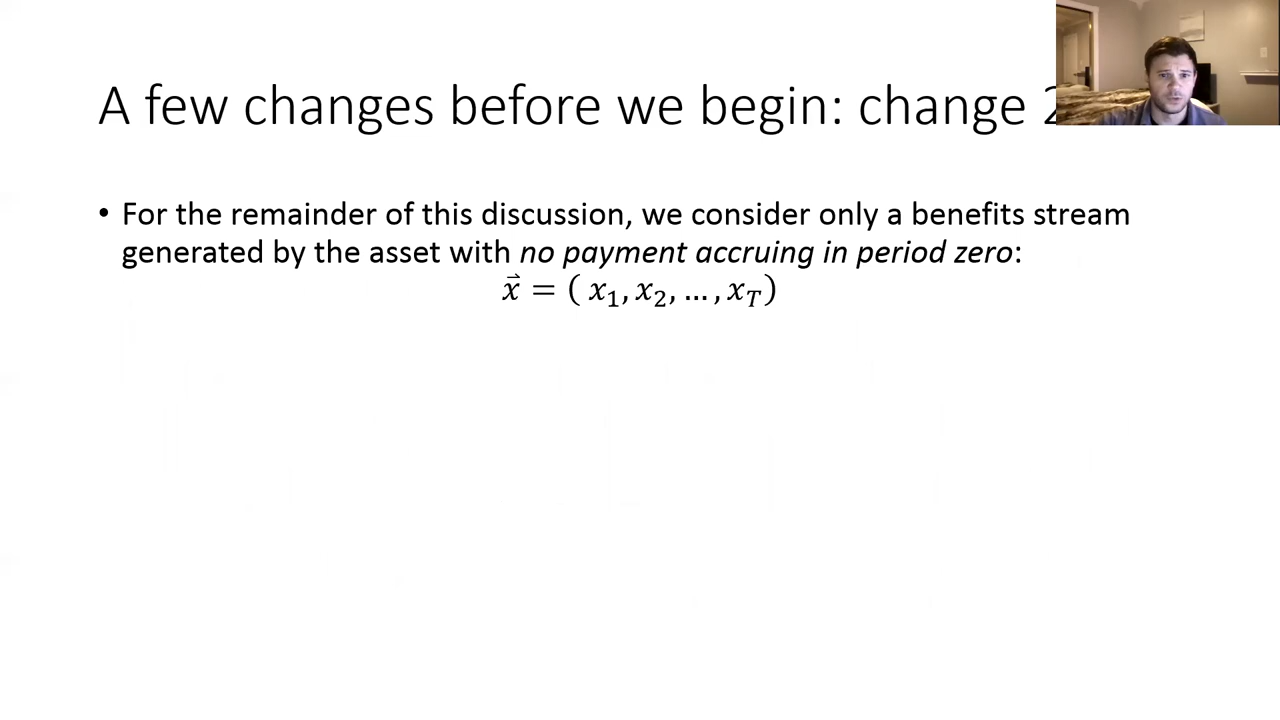 A few changes before we begin: change 2
• For the remainder of this discussion, we consider only a benefits stream
generated by the asset with no payment accruing in period zero:
x⃗ = ( x₁, x₂, … , x_T)